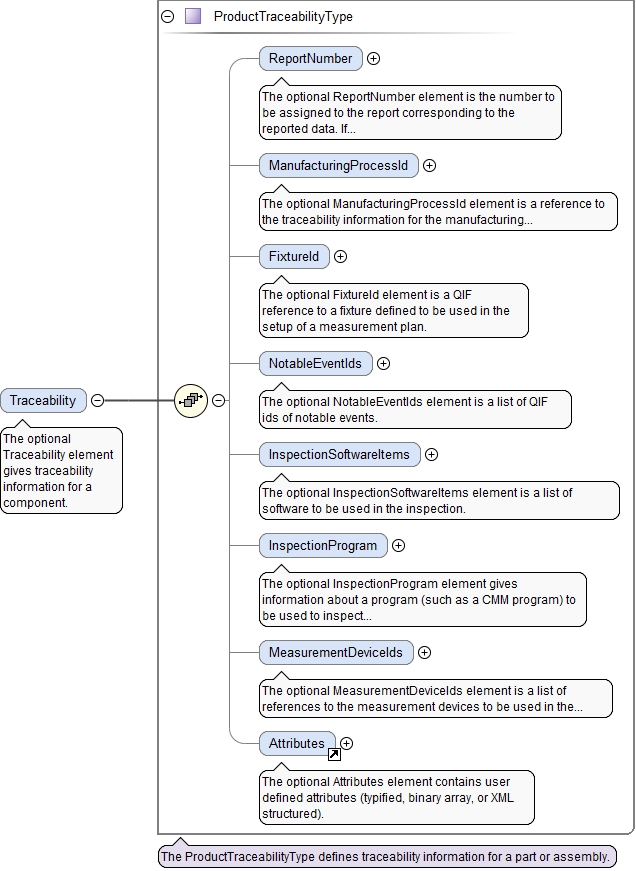 ProductTraceabilityType
ReportNumber
The optional ReportNumber element is the number to
be assigned to the report corresponding to the
reported data. If...
ManufacturingProcessId
The optional ManufacturingProcessId element is a reference to
the traceability information for the manufacturing...
FixtureId
The optional FixtureId element is a QIF
reference to a fixture defined to be used in the
setup of a measurement plan.
NotableEventIds
The optional NotableEventIds element is a list of QIF
ids of notable events.
Traceability
The optional
Traceability element
gives traceability
information for a
component.
InspectionSoftwareItems
The optional InspectionSoftwareItems element is a list of
software to be used in the inspection.
InspectionProgram
The optional InspectionProgram element gives
information about a program (such as a CMM program) to
be used to inspect...
MeasurementDeviceIds
The optional MeasurementDeviceIds element is a list of
references to the measurement devices to be used in the...
Attributes
The optional Attributes element contains user
defined attributes (typified, binary array, or XML
structured).
The ProductTraceabilityType defines traceability information for a part or assembly.